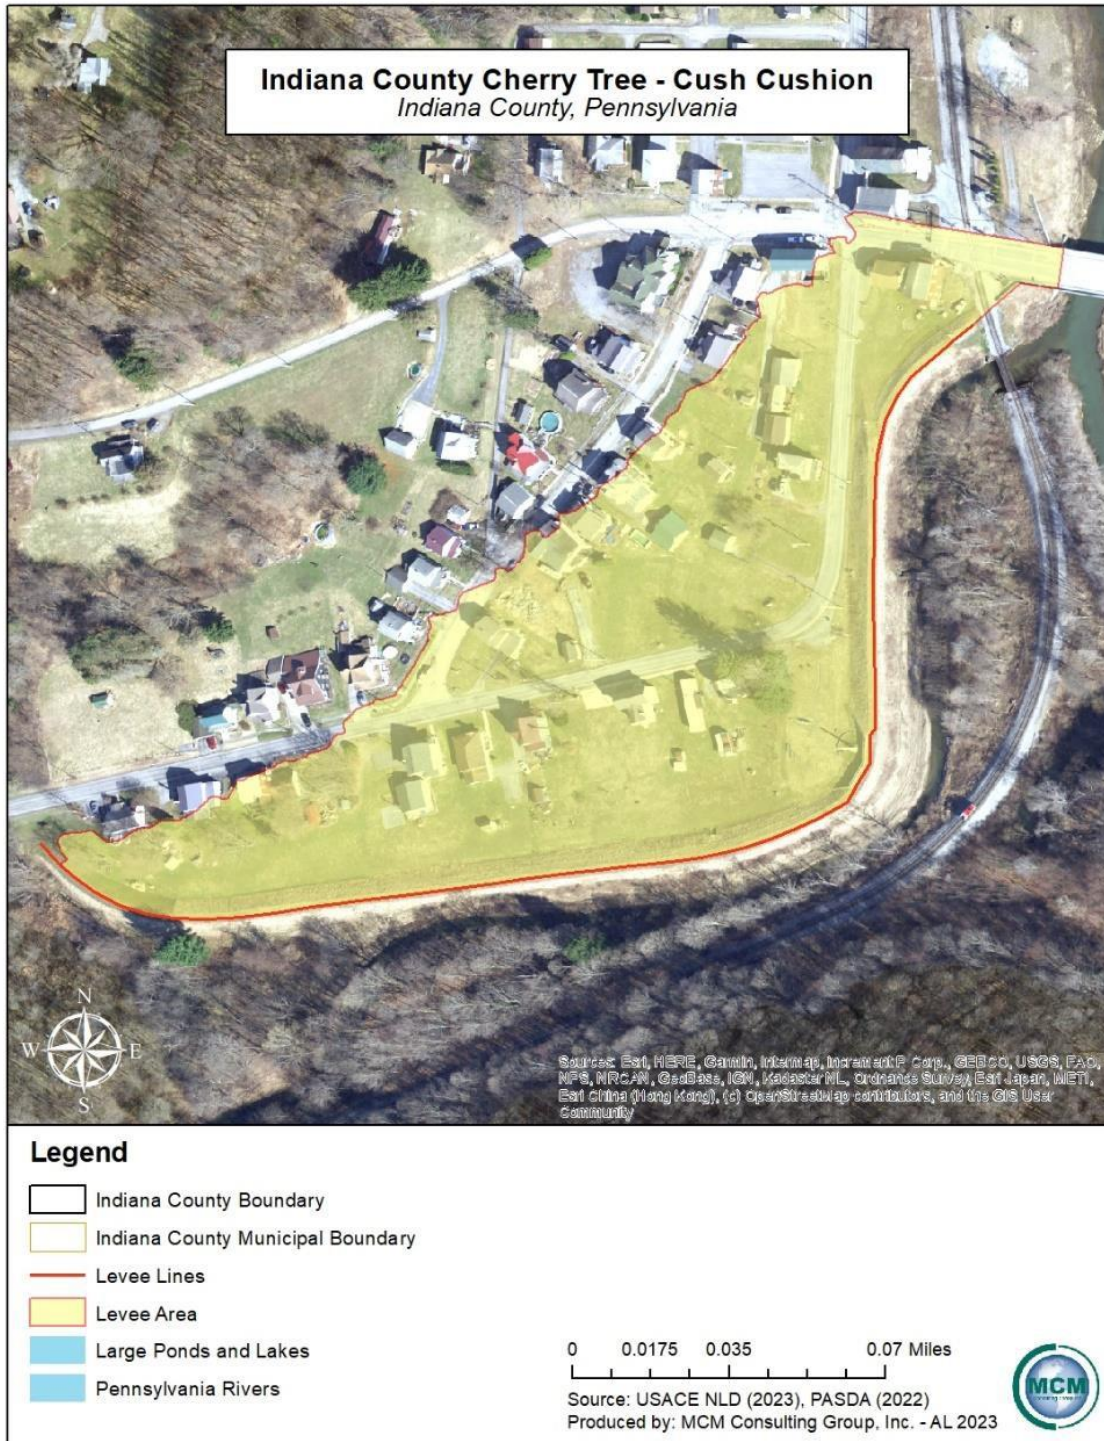 Indiana County Cherry Tree - Cush Cushion
Indiana County, Pennsylvania
N
W E
S
Sources: Esri, HERE, Garmin, Intermap, increment P Corp., GEBCO, USGS, FAO,
NPS, NRCAN, GeoBase, IGN, Kadaster NL, Ordnance Survey, Esri Japan, METI,
Esri China (Hong Kong), (c) OpenStreetMap contributors, and the GIS User
Community
Legend
Indiana County Boundary
Indiana County Municipal Boundary
Levee Lines
Levee Area
Large Ponds and Lakes
Pennsylvania Rivers
0 0.0175 0.035 0.07 Miles
Source: USACE NLD (2023), PASDA (2022)
Produced by: MCM Consulting Group, Inc. - AL 2023
MCM